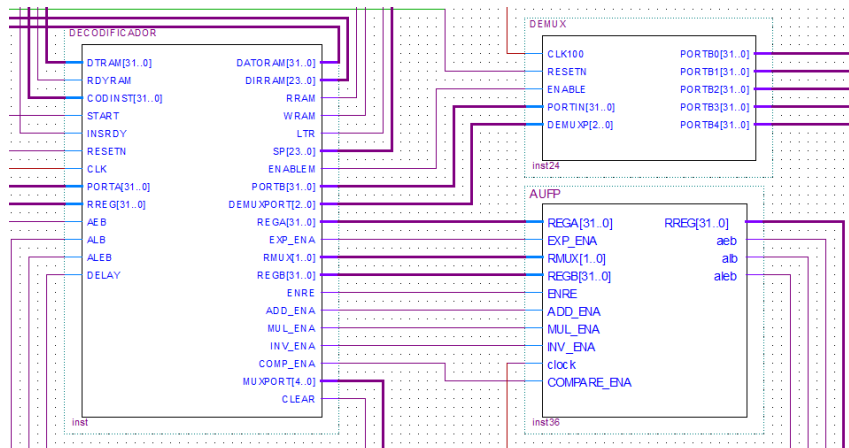 DECODIFICADOR
DTRAM[31..0]
RDYRAM
CODINST[31..0]
START
INSRDY
RESETN
CLK
PORTA[31..0]
RREG[31..0]
AEB
ALB
ALEB
DELAY
DATORAM[31..0]
DIRRAM[23..0]
RRAM
WRAM
LTR
SP[23..0]
ENABLEM
PORTB[31..0]
DEMUXPORT[2..0]
REGA[31..0]
EXP_ENA
RMUX[1..0]
REGB[31..0]
ENRE
ADD_ENA
MUL_ENA
INV_ENA
COMP_ENA
MUXPORT[4..0]
CLEAR
inst
DEMUX
CLK100
RESETN
ENABLE
PORTIN[31..0]
DEMUXP[2..0]
PORTB0[31..0]
PORTB1[31..0]
PORTB2[31..0]
PORTB3[31..0]
PORTB4[31..0]
inst24
AUFP
REGA[31..0]
EXP_ENA
RMUX[1..0]
REGB[31..0]
ENRE
ADD_ENA
MUL_ENA
INV_ENA
clock
COMPARE_ENA
RREG[31..0]
aeb
alb
aleb
inst36